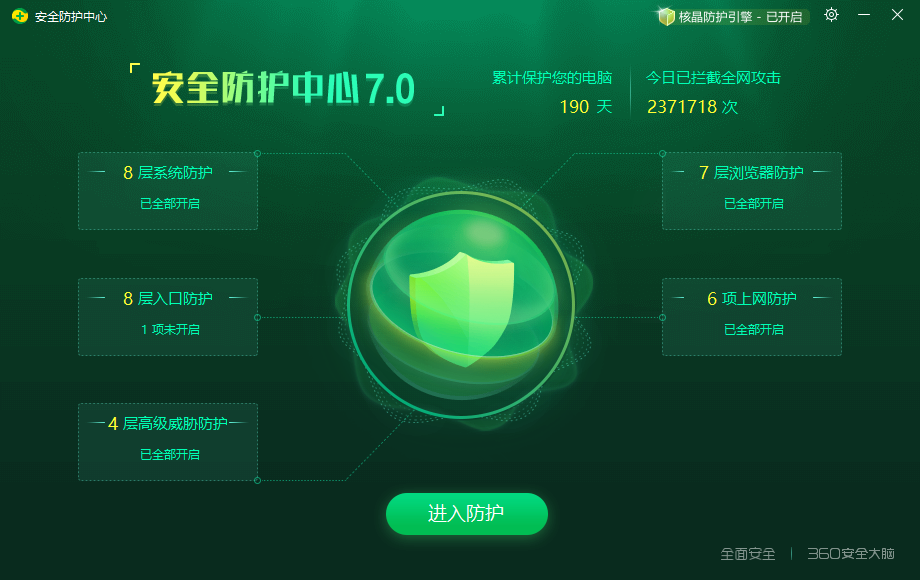 安全防护中心
核晶防护引擎 - 已开启
安全防护中心 7.0
累计保护您的电脑
190 天
今日已拦截全网攻击
2371718 次
8 层系统防护
已全部开启
7 层浏览器防护
已全部开启
8 层入口防护
1 项未开启
6 项上网防护
已全部开启
4 层高级威胁防护
已全部开启
进入防护
全面安全 | 360安全大脑